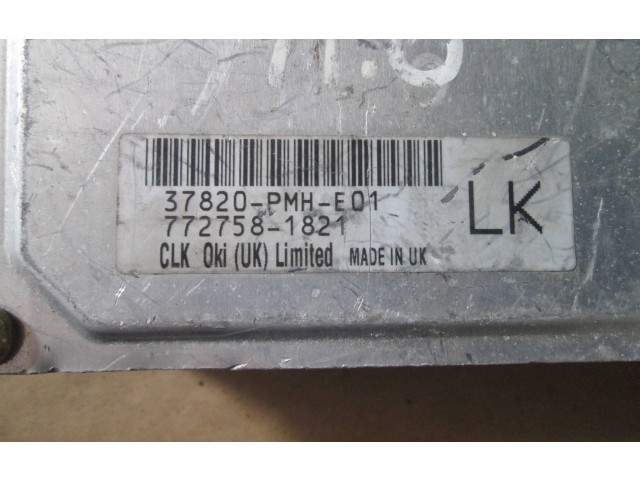 37820-PMH-E01
772758-1821
LK
CLK Oki (UK) Limited MADE IN UK